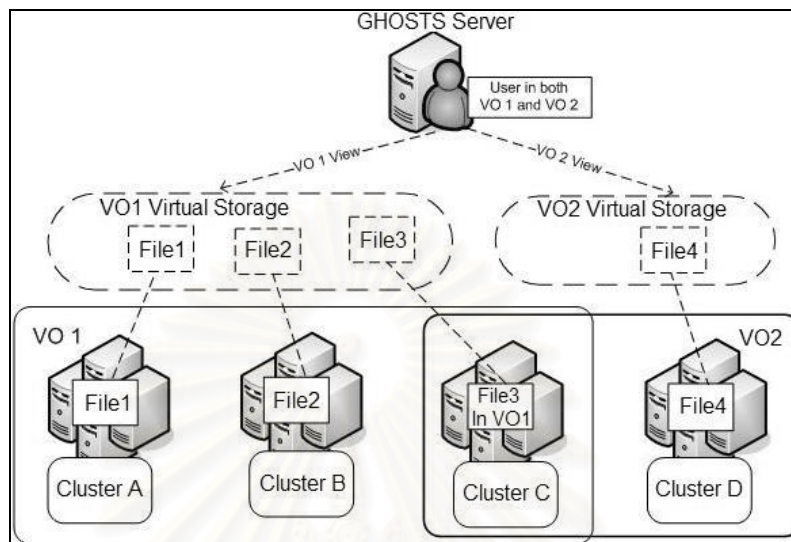 GHOSTS Server
User in both
VO 1 and VO 2
VO 1 View
VO 2 View
VO1 Virtual Storage
File1
File2
File3
VO2 Virtual Storage
File4
VO 1
VO2
File1
File2
File3
In VO1
File4
Cluster A
Cluster B
Cluster C
Cluster D